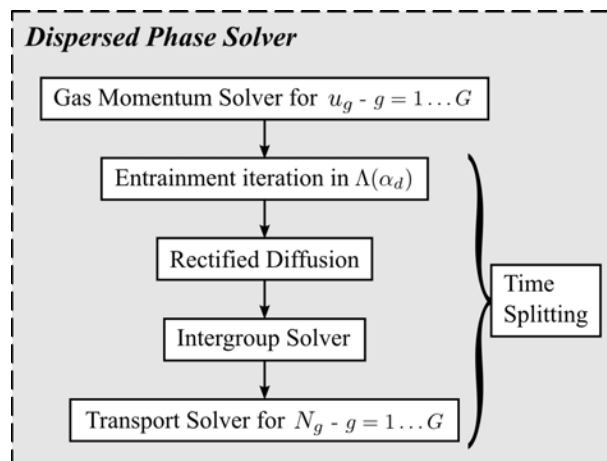 Dispersed Phase Solver
Gas Momentum Solver for u_g - g = 1 … G
Entrainment iteration in Λ(α_d)
Rectified Diffusion
Intergroup Solver
Time
Splitting
Transport Solver for N_g - g = 1 … G